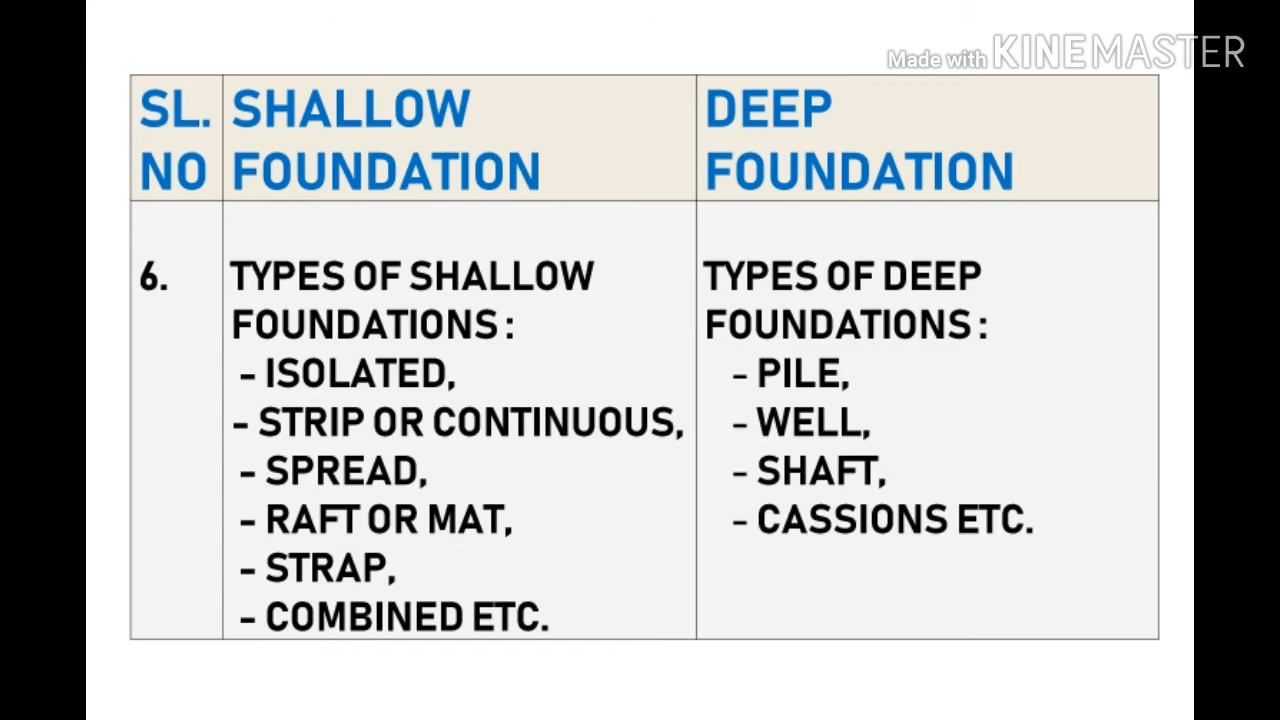 Made with KINEMASTER
SL. NO
SHALLOW FOUNDATION
DEEP FOUNDATION
6.
TYPES OF SHALLOW
FOUNDATIONS :
- ISOLATED,
- STRIP OR CONTINUOUS,
- SPREAD,
- RAFT OR MAT,
- STRAP,
- COMBINED ETC.
TYPES OF DEEP
FOUNDATIONS :
- PILE,
- WELL,
- SHAFT,
- CASSIONS ETC.